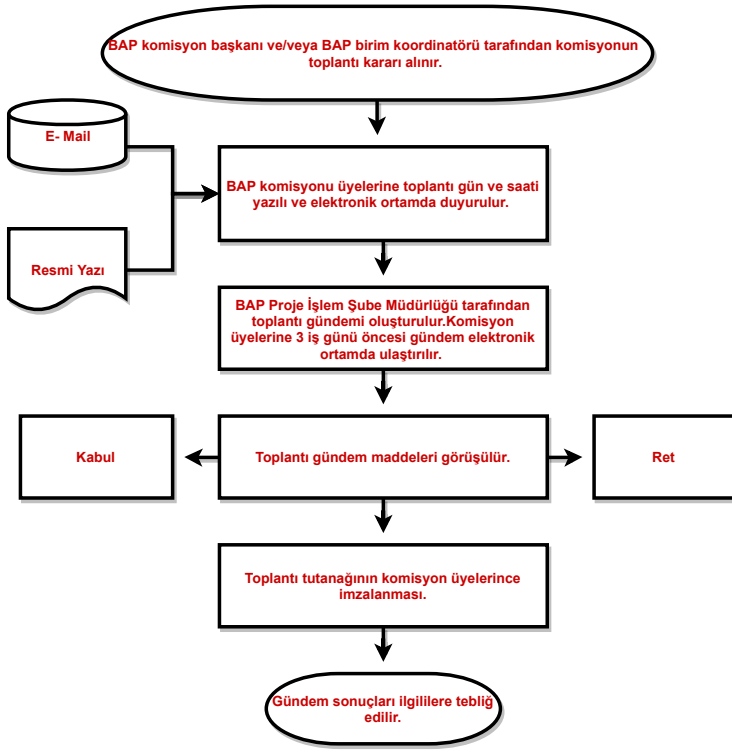 BAP komisyon başkanı ve/veya BAP birim koordinatörü tarafından komisyonun
toplantı kararı alınır.
E- Mail
BAP komisyonu üyelerine toplantı gün ve saati
yazılı ve elektronik ortamda duyurulur.
Resmi Yazı
BAP Proje İşlem Şube Müdürlüğü tarafından
toplantı gündemi oluşturulur.Komisyon
üyelerine 3 iş günü öncesi gündem elektronik
ortamda ulaştırılır.
Kabul
Toplantı gündem maddeleri görüşülür.
Ret
Toplantı tutanağının komisyon üyelerince
imzalanması.
Gündem sonuçları ilgililere tebliğ
edilir.